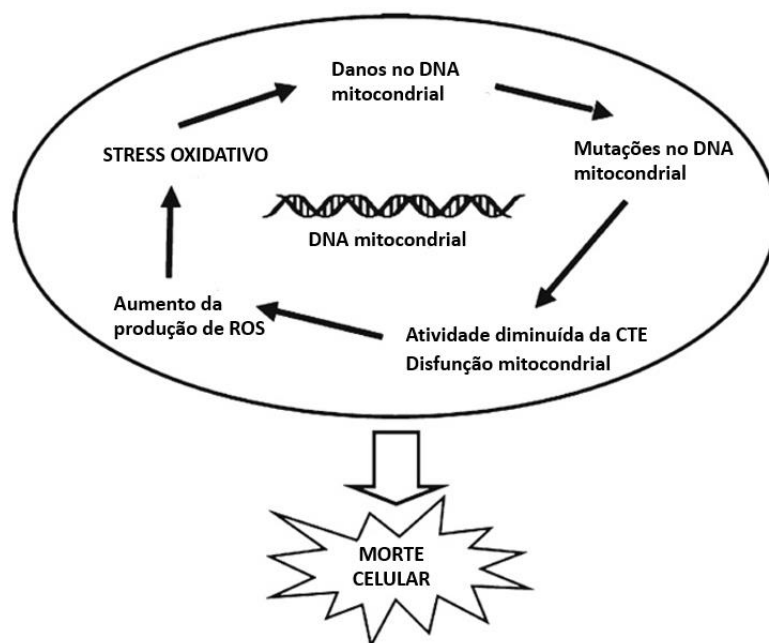 Danos no DNA
mitocondrial
STRESS OXIDATIVO
Mutações no DNA
mitocondrial
DNA mitocondrial
Aumento da
produção de ROS
Atividade diminuída da CTE
Disfunção mitocondrial
MORTE
CELULAR